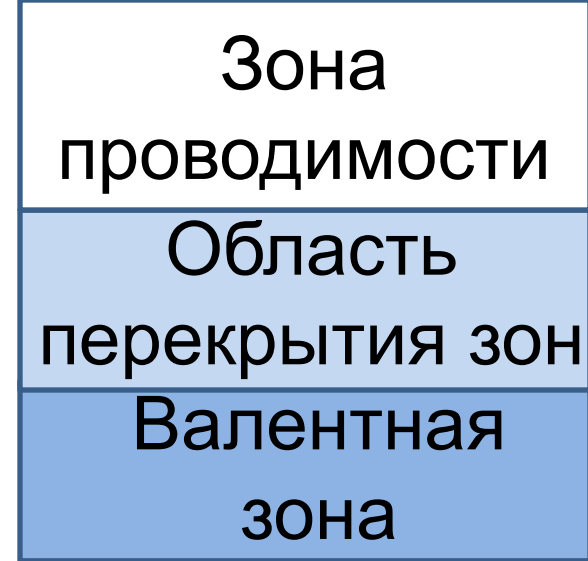 Зона
проводимости
Область
перекрытия зон
Валентная
зона